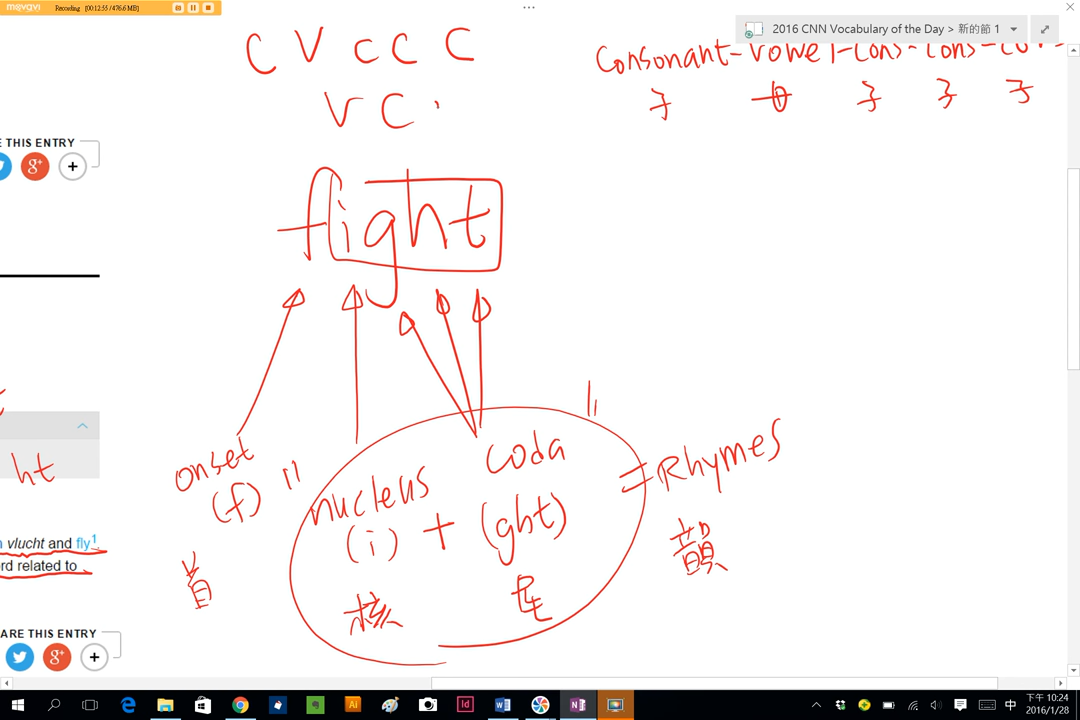 movavi Recording [00:12:55 / 476.6 MB]
2016 CNN Vocabulary of the Day > 新的節 1
C V C C C
Consonant-Vowel-Cons-Cons-
子 母 子 子 子
V C
E THIS ENTRY
g+ +
flight
onset
(f)
"
首
nucleus
(i)
核
+
coda
(ght)
尾
=Rhymes
韻
ht
vlucht and fly1
rd related to
ARE THIS ENTRY
g+ +
中
下午 10:24
2016/1/28